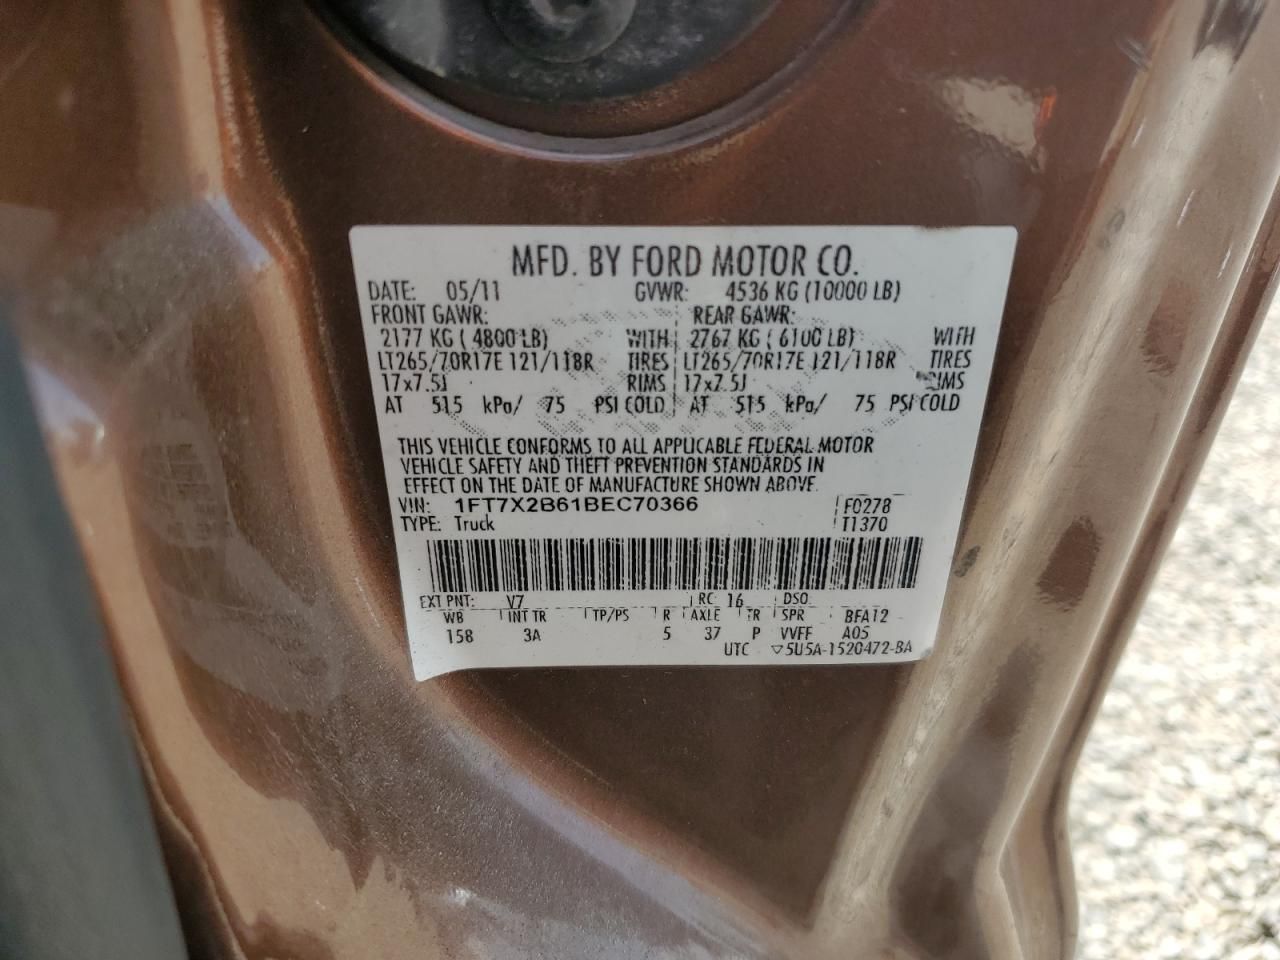 MFD. BY FORD MOTOR CO.
DATE: 05/11 GVWR: 4536 KG (10000 LB)
FRONT GAWR: REAR GAWR:
2177 KG ( 4800 LB) WITH 2767 KG ( 6100 LB) WITH
LT265/70R17E 121/118R TIRES LT265/70R17E 121/118R TIRES
17x7.5J RIMS 17x7.5J RIMS
AT 515 kPa/ 75 PSI COLD AT 515 kPa/ 75 PSI COLD
THIS VEHICLE CONFORMS TO ALL APPLICABLE FEDERAL MOTOR
VEHICLE SAFETY AND THEFT PREVENTION STANDARDS IN
EFFECT ON THE DATE OF MANUFACTURE SHOWN ABOVE.
VIN: 1FT7X2B61BEC70366 F0278
TYPE: Truck T1370
EXT PNT: V7 RC: 16 DSO:
WB INT TR TP/PS R AXLE TR SPR BFA12
158 3A 5 37 P VVFF A05
UTC ▽5U5A-1520472-BA